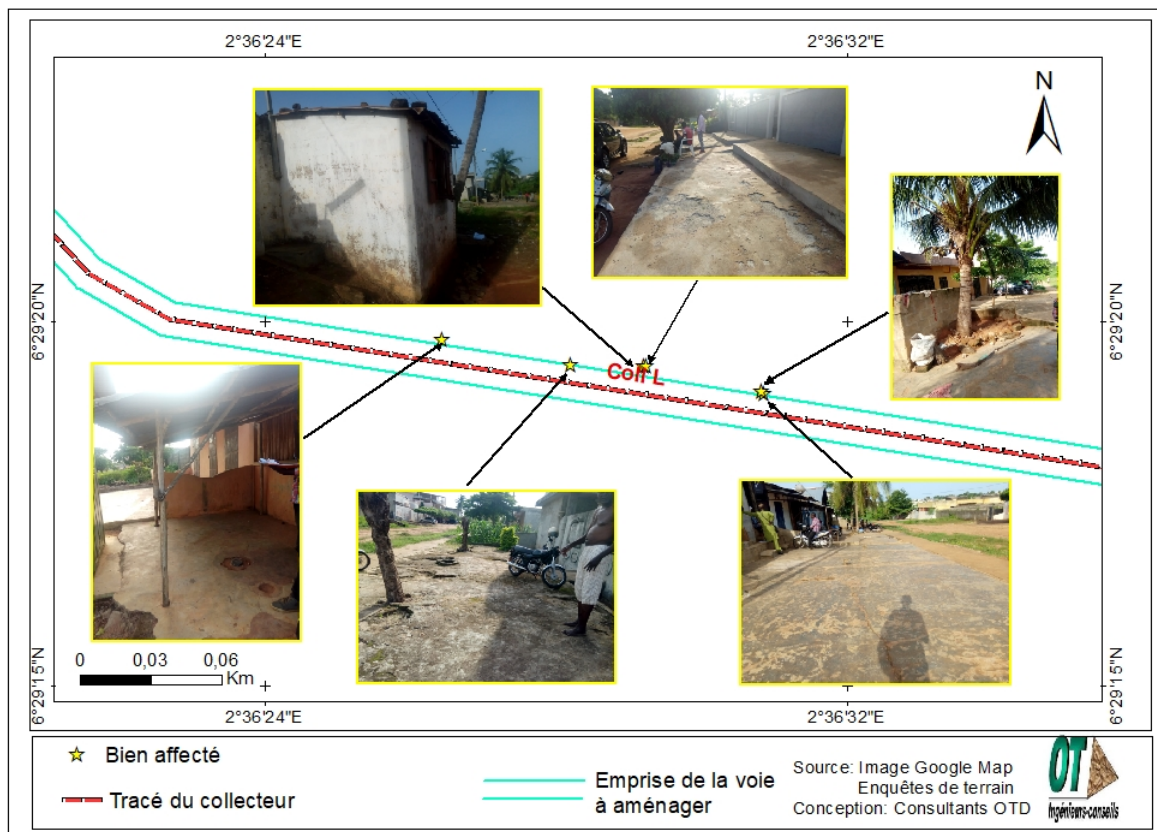 2°36'24"E
2°36'32"E
N
6°29'20"N
6°29'20"N
Coll L
0 0,03 0,06
Km
6°29'15"N
6°29'15"N
2°36'24"E
2°36'32"E
Bien affecté
Tracé du collecteur
Emprise de la voie
à aménager
Source: Image Google Map
Enquêtes de terrain
Conception: Consultants OTD
OT
Ingénieurs-conseils